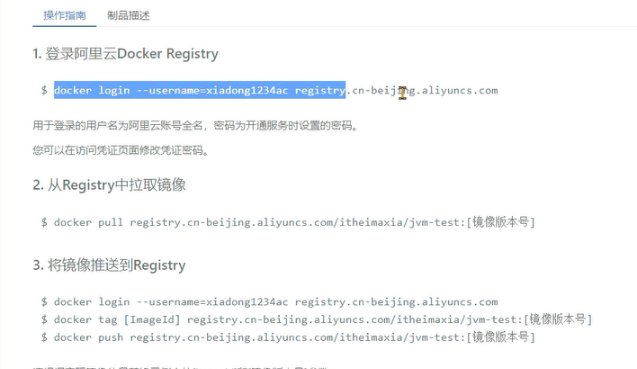 操作指南 制品描述
1. 登录阿里云Docker Registry
$ docker login --username=xiadong1234ac registry.cn-beijing.aliyuncs.com
用于登录的用户名为阿里云账号全名，密码为开通服务时设置的密码。
您可以在访问凭证页面修改凭证密码。
2. 从Registry中拉取镜像
$ docker pull registry.cn-beijing.aliyuncs.com/itheimaxia/jvm-test:[镜像版本号]
3. 将镜像推送到Registry
$ docker login --username=xiadong1234ac registry.cn-beijing.aliyuncs.com
$ docker tag [ImageId] registry.cn-beijing.aliyuncs.com/itheimaxia/jvm-test:[镜像版本号]
$ docker push registry.cn-beijing.aliyuncs.com/itheimaxia/jvm-test:[镜像版本号]